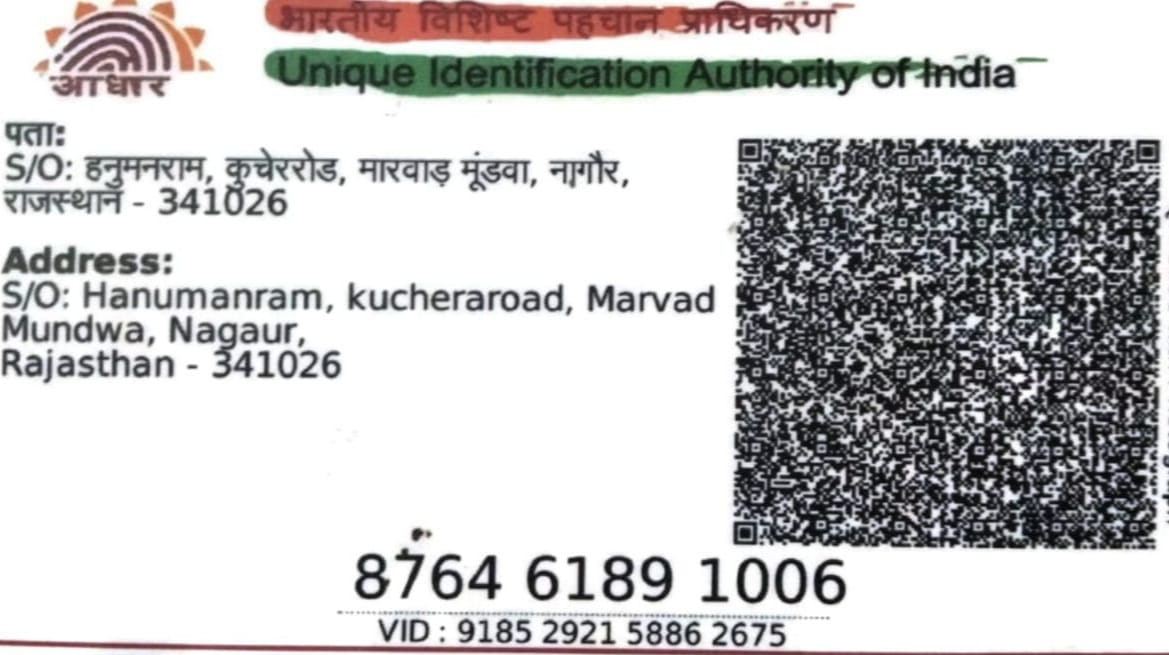 भारतीय विशिष्ट पहचान प्राधिकरण
Unique Identification Authority of India
आधार
पता:
S/O: हनुमनराम, कुचेररोड, मारवाड़ मूंडवा, नागौर,
राजस्थान - 341026
Address:
S/O: Hanumanram, kucheraroad, Marvad
Mundwa, Nagaur,
Rajasthan - 341026
8764 6189 1006
VID : 9185 2921 5886 2675